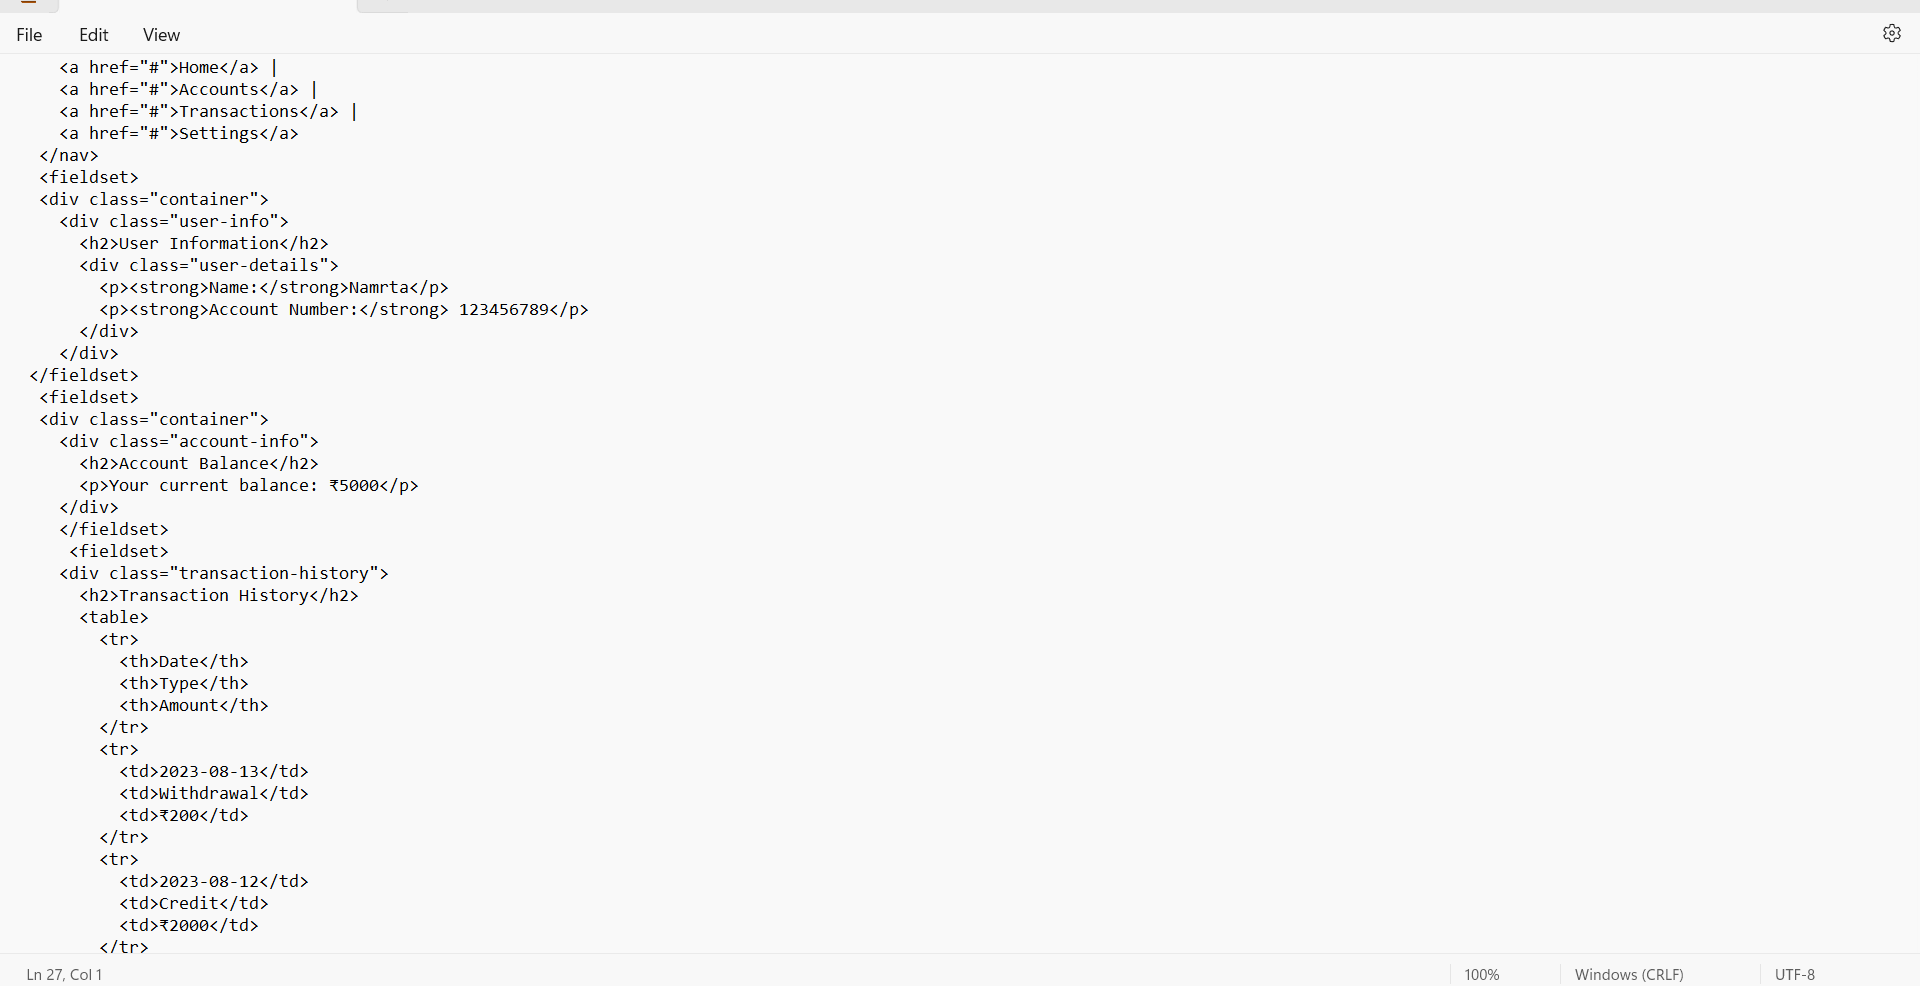 File Edit View
<a href="#">Home</a> |
<a href="#">Accounts</a> |
<a href="#">Transactions</a> |
<a href="#">Settings</a>
</nav>
<fieldset>
<div class="container">
<div class="user-info">
<h2>User Information</h2>
<div class="user-details">
<p><strong>Name:</strong>Namrta</p>
<p><strong>Account Number:</strong> 123456789</p>
</div>
</div>
</fieldset>
<fieldset>
<div class="container">
<div class="account-info">
<h2>Account Balance</h2>
<p>Your current balance: ₹5000</p>
</div>
</fieldset>
<fieldset>
<div class="transaction-history">
<h2>Transaction History</h2>
<table>
<tr>
<th>Date</th>
<th>Type</th>
<th>Amount</th>
</tr>
<tr>
<td>2023-08-13</td>
<td>Withdrawal</td>
<td>₹200</td>
</tr>
<tr>
<td>2023-08-12</td>
<td>Credit</td>
<td>₹2000</td>
</tr>
Ln 27, Col 1 100% Windows (CRLF) UTF-8